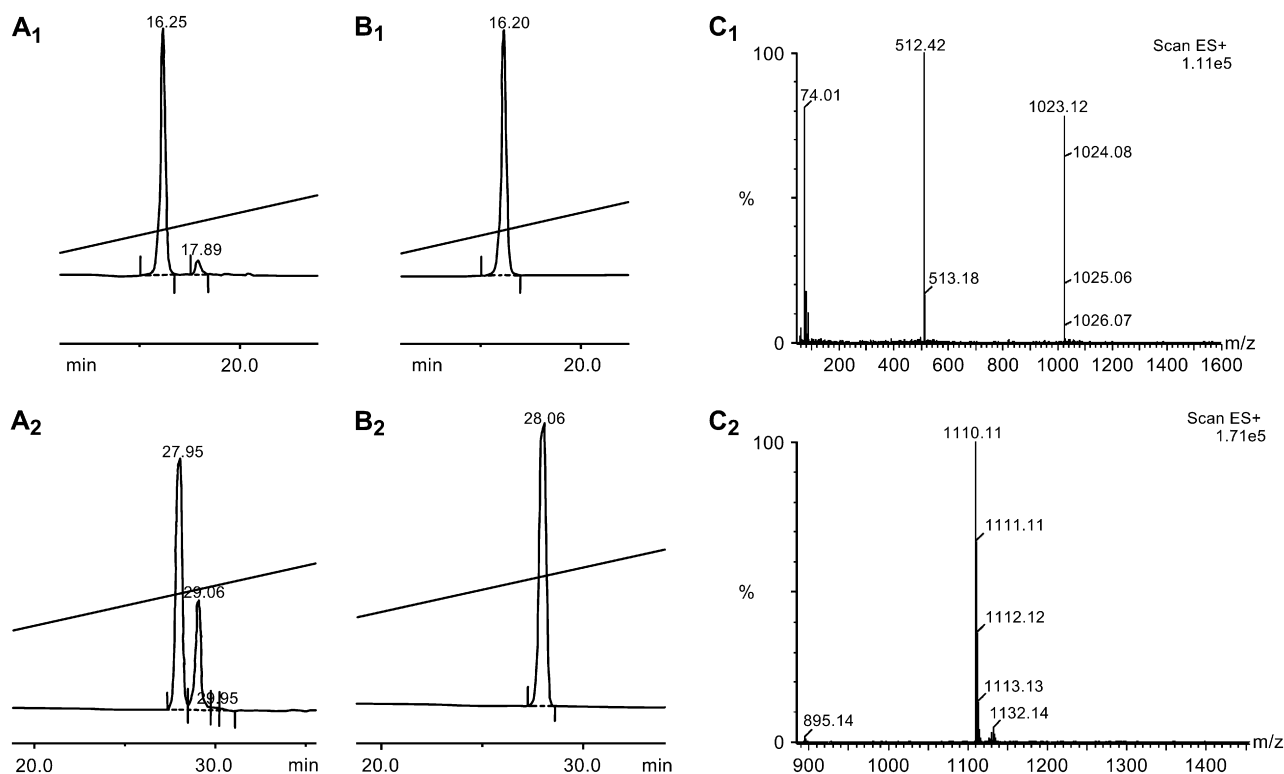 A1
16.25
17.89
min
20.0
B1
16.20
min
20.0
C1
Scan ES+
1.11e5
100
%
0
74.01
512.42
513.18
1023.12
1024.08
1025.06
1026.07
200 400 600 800 1000 1200 1400 1600
m/z
A2
27.95
29.06
29.95
20.0
30.0
min
B2
28.06
20.0
30.0
min
C2
Scan ES+
1.71e5
100
%
0
1110.11
1111.11
1112.12
1113.13
1132.14
895.14
900 1000 1100 1200 1300 1400
m/z